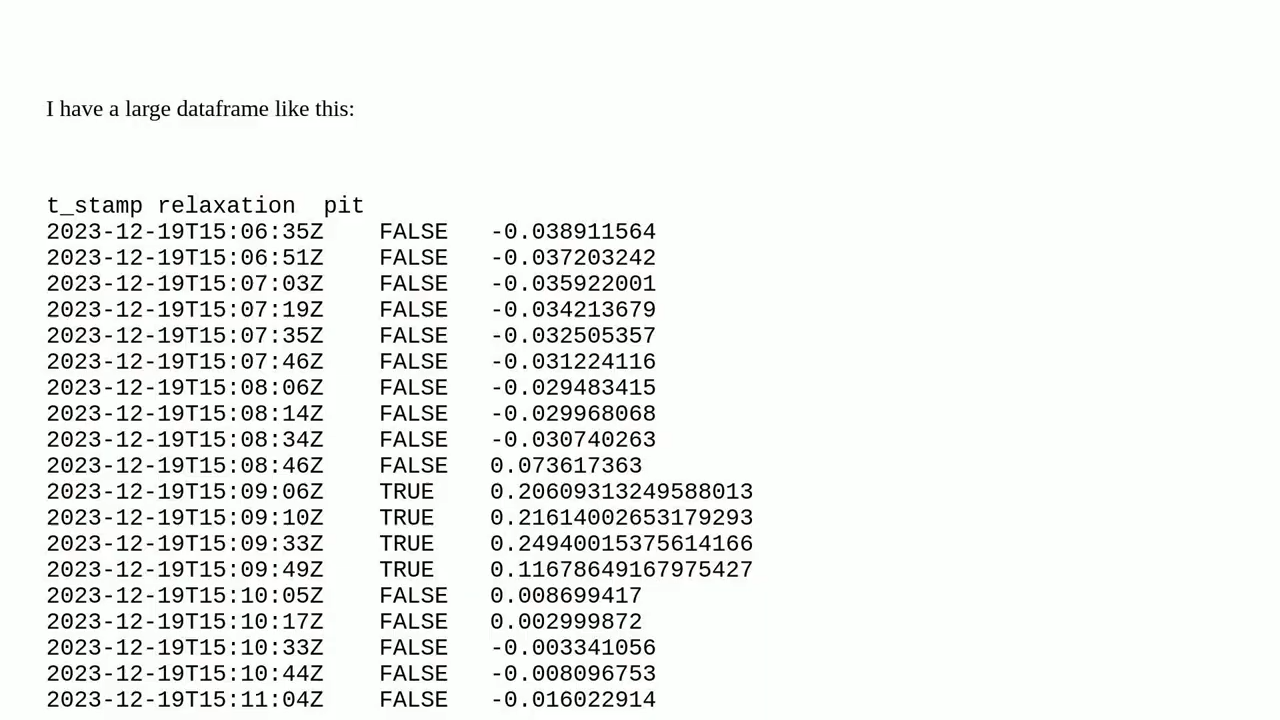 I have a large dataframe like this:
t_stamp relaxation  pit
2023-12-19T15:06:35Z    FALSE   -0.038911564
2023-12-19T15:06:51Z    FALSE   -0.037203242
2023-12-19T15:07:03Z    FALSE   -0.035922001
2023-12-19T15:07:19Z    FALSE   -0.034213679
2023-12-19T15:07:35Z    FALSE   -0.032505357
2023-12-19T15:07:46Z    FALSE   -0.031224116
2023-12-19T15:08:06Z    FALSE   -0.029483415
2023-12-19T15:08:14Z    FALSE   -0.029968068
2023-12-19T15:08:34Z    FALSE   -0.030740263
2023-12-19T15:08:46Z    FALSE   0.073617363
2023-12-19T15:09:06Z    TRUE    0.20609313249588013
2023-12-19T15:09:10Z    TRUE    0.21614002653179293
2023-12-19T15:09:33Z    TRUE    0.24940015375614166
2023-12-19T15:09:49Z    TRUE    0.11678649167975427
2023-12-19T15:10:05Z    FALSE   0.008699417
2023-12-19T15:10:17Z    FALSE   0.002999872
2023-12-19T15:10:33Z    FALSE   -0.003341056
2023-12-19T15:10:44Z    FALSE   -0.008096753
2023-12-19T15:11:04Z    FALSE   -0.016022914